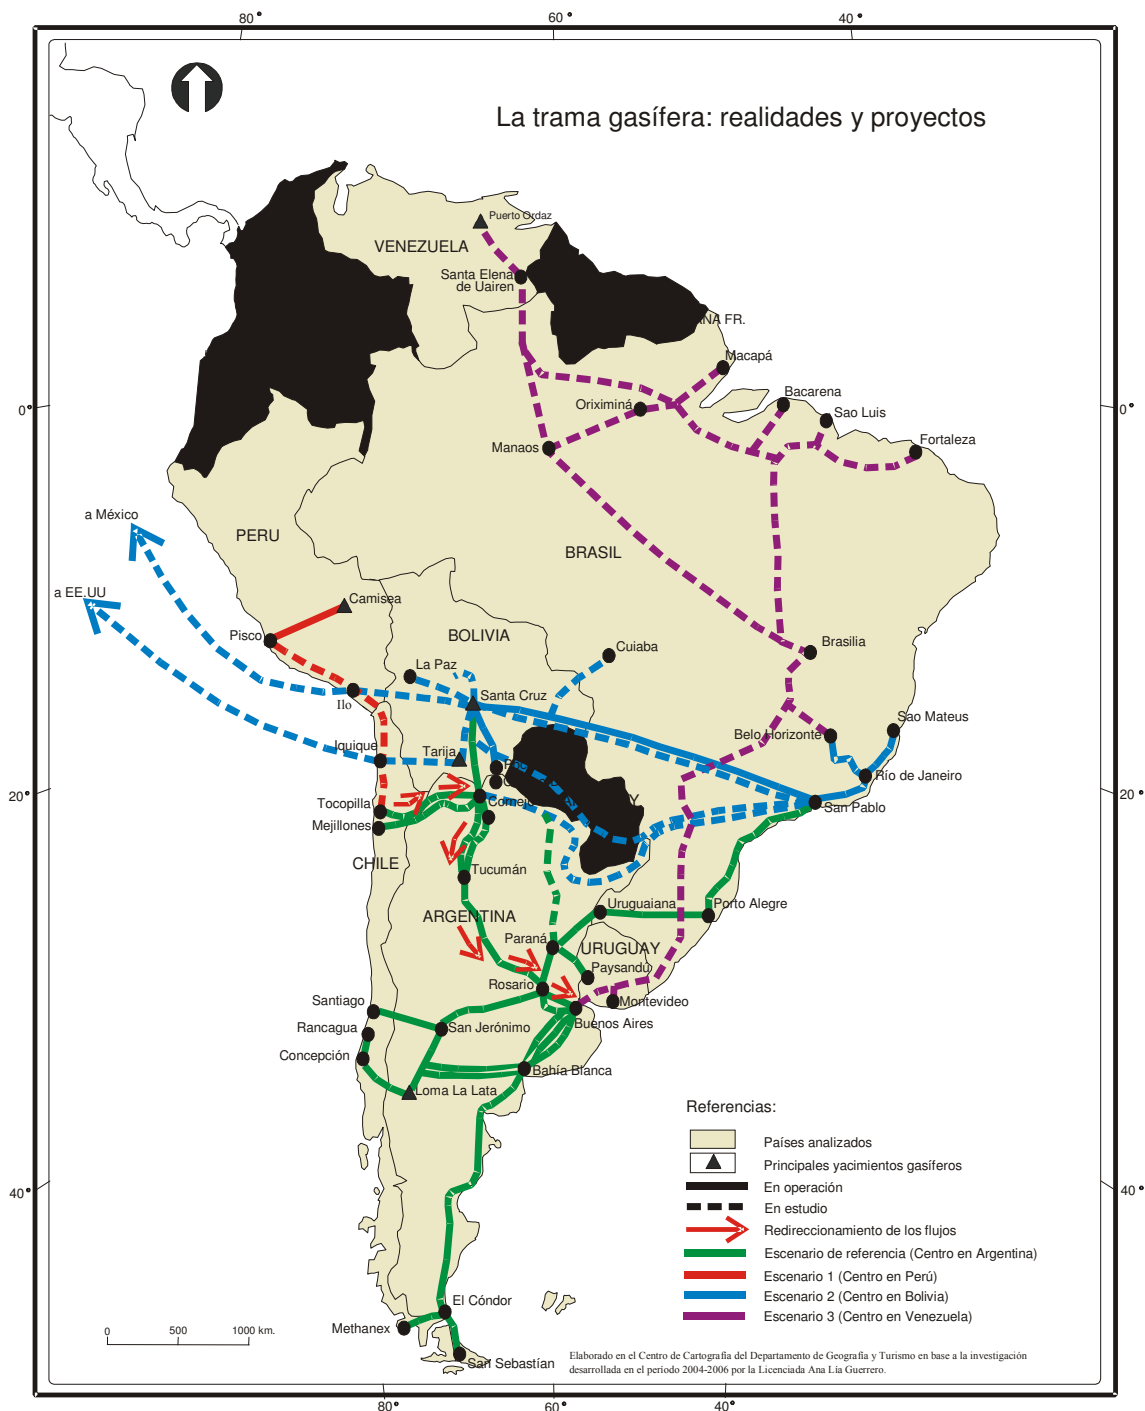 80°
60°
40°
La trama gasífera: realidades y proyectos
Puerto Ordaz
VENEZUELA
Santa Elena
de Uairen
ANA FR.
Macapá
Bacarena
Oriximiná
Sao Luis
0°
0°
Manaos
Fortaleza
a México
PERU
BRASIL
a EE.UU
Camisea
Pisco
BOLIVIA
Brasilia
Cuiaba
La Paz
Santa Cruz
Ilo
Sao Mateus
Belo Horizonte
Iquique
Tarija
Río de Janeiro
20°
20°
Tocopilla
Cornejo
Y
San Pablo
Mejillones
CHILE
Tucumán
Uruguaiana
Porto Alegre
ARGENTINA
Paraná
URUGUAY
Paysandú
Rosario
Santiago
Montevideo
San Jerónimo
Buenos Aires
Rancagua
Concepción
Bahía Blanca
Loma La Lata
Referencias:
Países analizados
Principales yacimientos gasíferos
En operación
40°
40°
En estudio
Redireccionamiento de los flujos
Escenario de referencia (Centro en Argentina)
Escenario 1 (Centro en Perú)
Escenario 2 (Centro en Bolivia)
Escenario 3 (Centro en Venezuela)
El Cóndor
Methanex
0 500 1000 km.
San Sebastían
Elaborado en el Centro de Cartografía del Departamento de Geografía y Turismo en base a la investigación
desarrollada en el período 2004-2006 por la Licenciada Ana Lía Guerrero.
80°
60°
40°